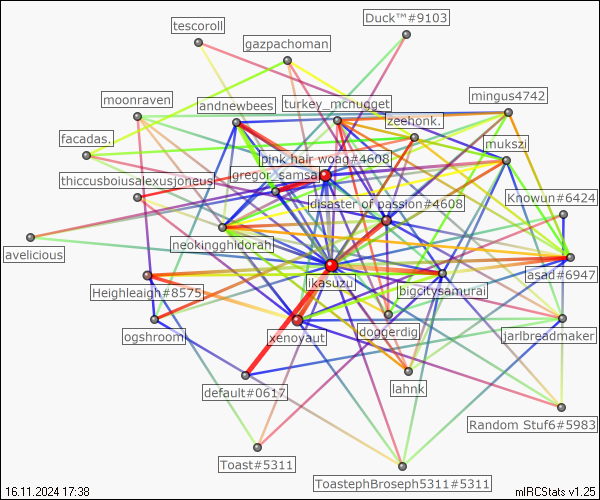 Duck™#9103
tescoroll
gazpachoman
mingus4742
moonraven
andnewbees
turkey_mcnugget
zeehonk.
facadas.
mukszi
pink hair woag#4608
gregor_samsa
thiccusboiusalexusjoneus
Knowun#6424
disaster of passion#4608
neokingghidorah
avelicious
asad#6947
ikasuzu
Heighleaigh#8575
bigcitysamurai
ogshroom
xenoyaut
doggerdig
jarlbreadmaker
default#0617
lahnk
Random Stuf6#5983
Toast#5311
ToastephBroseph5311#5311
16.11.2024 17:38
mIRCStats v1.25